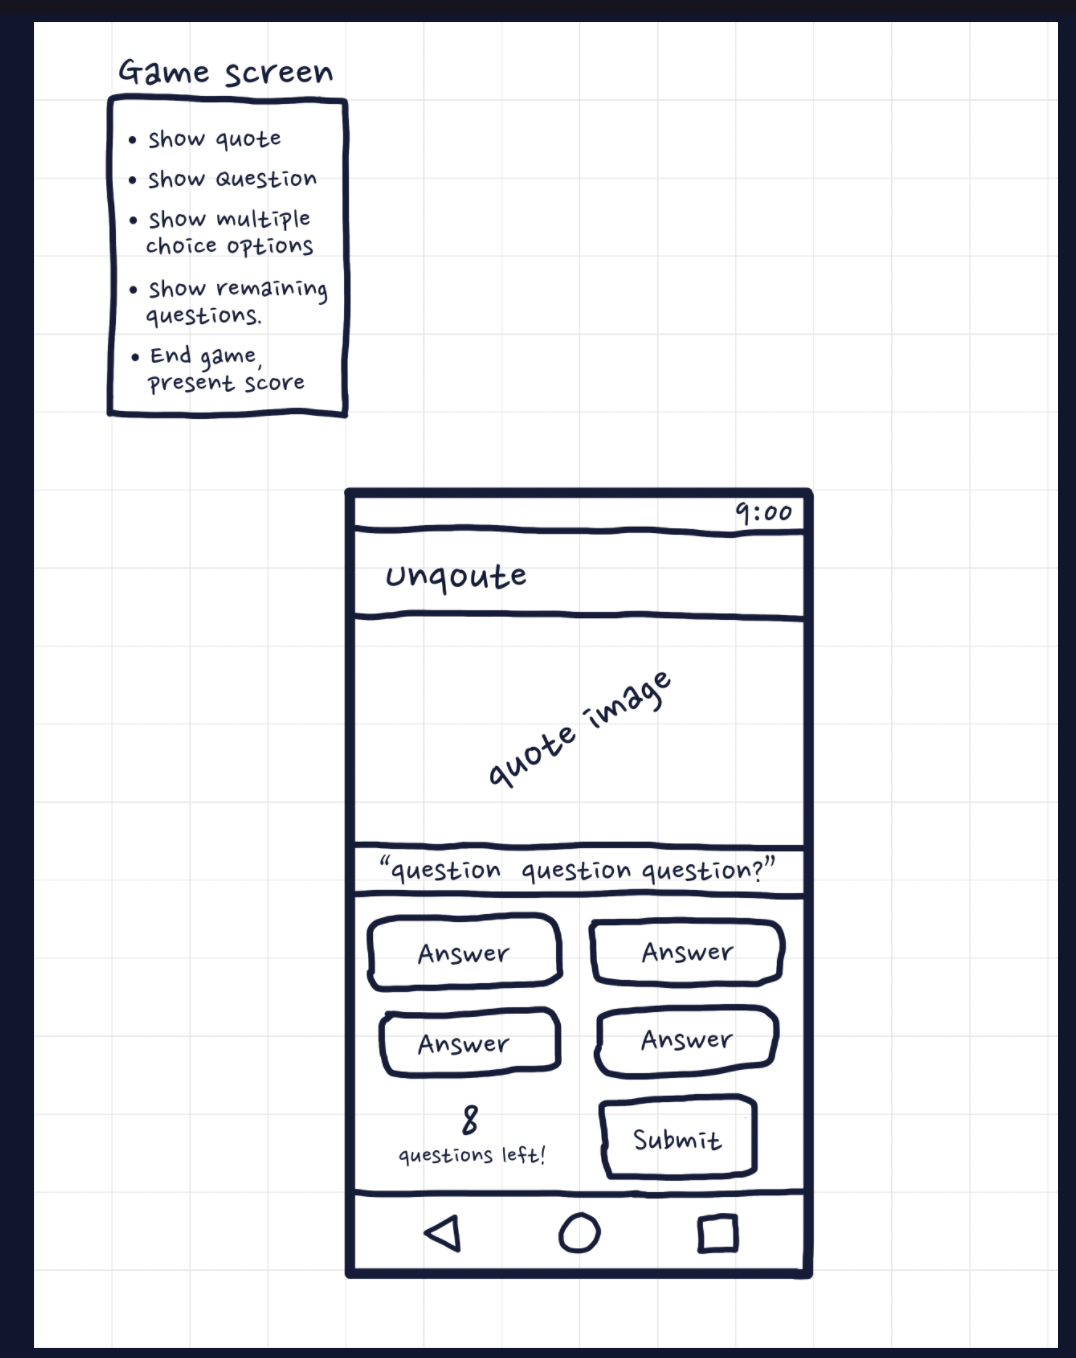 Game screen
• Show quote
• Show Question
• Show multiple
choice options
• Show remaining
questions.
• End game,
present score
9:00
unqoute
quote image
“question question question?”
Answer
Answer
Answer
Answer
8
questions left!
Submit